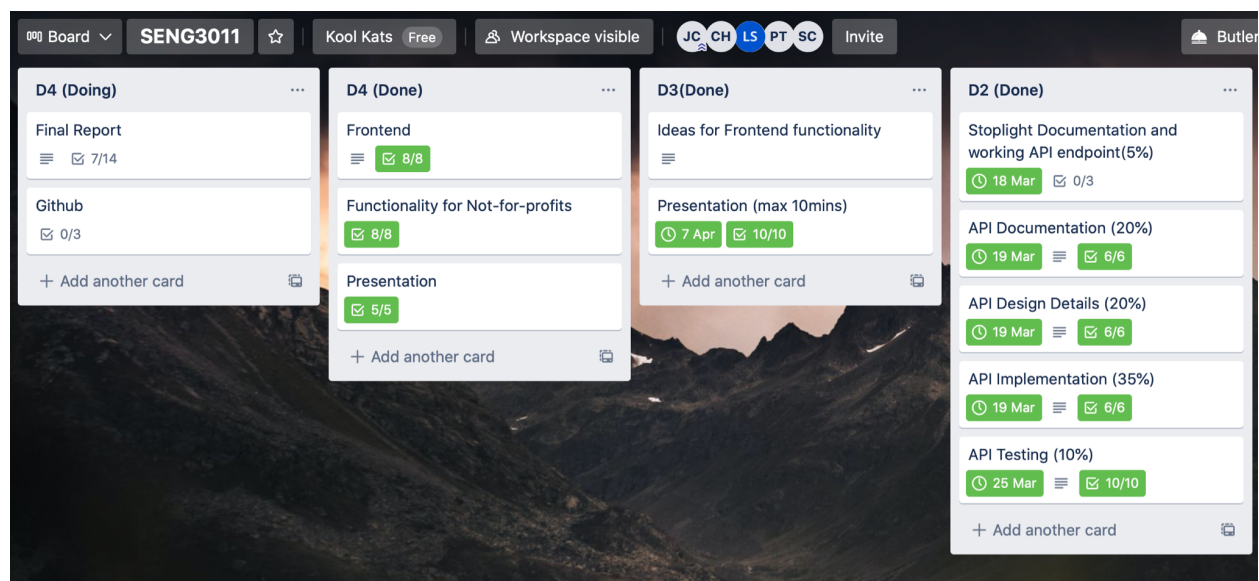 Board
SENG3011
Kool Kats Free
Workspace visible
JC CH LS PT SC
Invite
Butler
D4 (Doing)
Final Report
7/14
Github
0/3
+ Add another card
D4 (Done)
Frontend
8/8
Functionality for Not-for-profits
8/8
Presentation
5/5
+ Add another card
D3(Done)
Ideas for Frontend functionality
Presentation (max 10mins)
7 Apr 10/10
+ Add another card
D2 (Done)
Stoplight Documentation and
working API endpoint(5%)
18 Mar 0/3
API Documentation (20%)
19 Mar 6/6
API Design Details (20%)
19 Mar 6/6
API Implementation (35%)
19 Mar 6/6
API Testing (10%)
25 Mar 10/10
+ Add another card